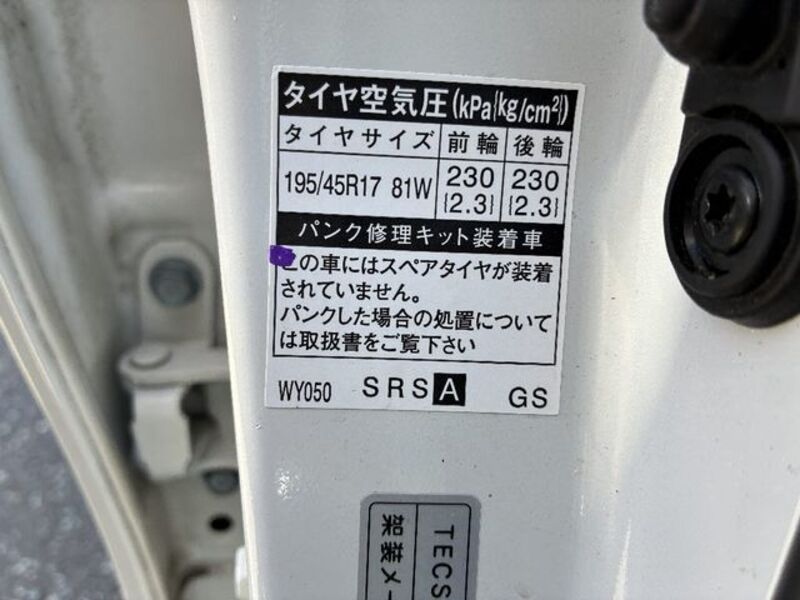 タイヤ空気圧(kPa{kg/cm²})
タイヤサイズ 前輪 後輪
195/45R17 81W 230 {2.3} 230 {2.3}
パンク修理キット装着車
この車にはスペアタイヤが装着
されていません。
パンクした場合の処置について
は取扱書をご覧下さい
WY050 SRSA GS
TECS
架装メー